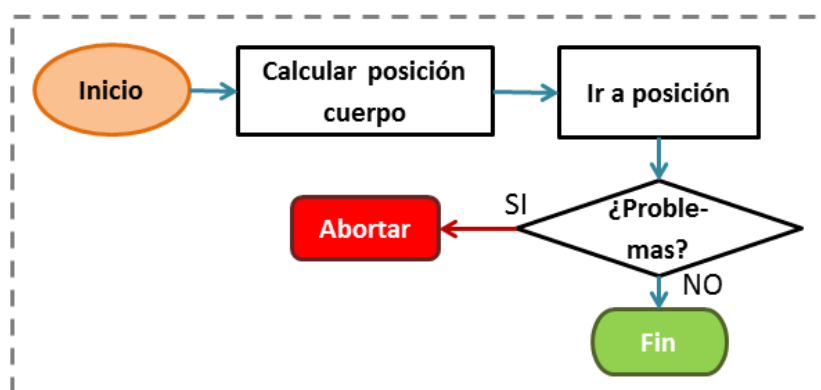 Inicio
Calcular posición
cuerpo
Ir a posición
SI
¿Proble-
mas?
Abortar
NO
Fin